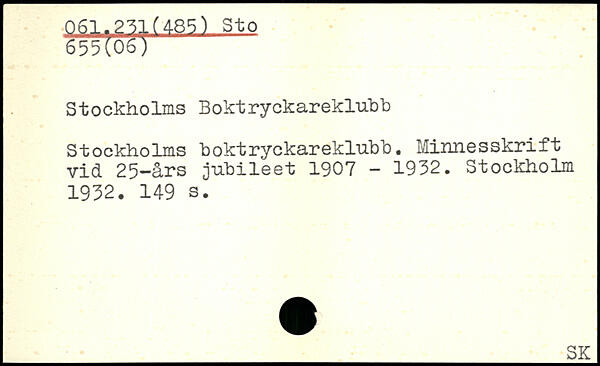 061.231(485) Sto
655(06)
Stockholms Boktryckareklubb
Stockholms boktryckareklubb. Minnesskrift
vid 25-års jubileet 1907 - 1932. Stockholm
1932. 149 s.
SK